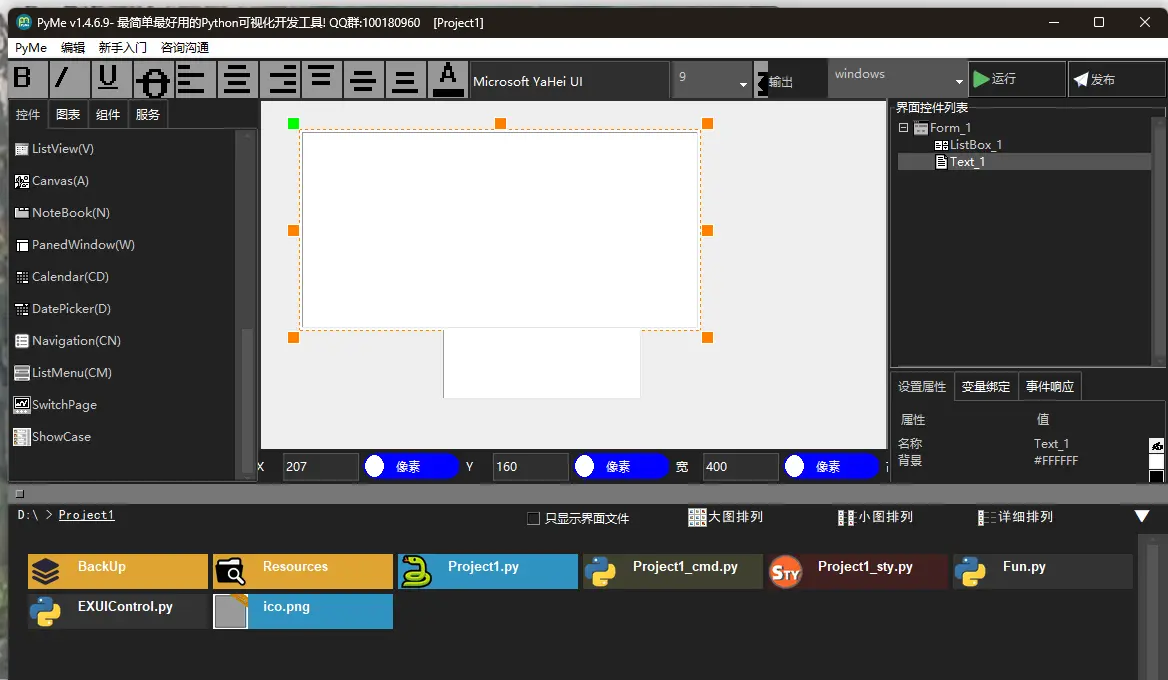 PyMe v1.4.6.9- 最简单最好用的Python可视化开发工具! QQ群:100180960 [Project1]
PyMe 编辑 新手入门 咨询沟通
B / U O A Microsoft YaHei UI 9 输出 windows 运行 发布
控件 图表 组件 服务
ListView(V)
Canvas(A)
NoteBook(N)
PanedWindow(W)
Calendar(CD)
DatePicker(D)
Navigation(CN)
ListMenu(CM)
SwitchPage
ShowCase
界面控件列表
Form_1
ListBox_1
Text_1
设置属性 变量绑定 事件响应
属性 值
名称 Text_1
背景 #FFFFFF
X 207 像素 Y 160 像素 宽 400 像素
D:\ > Project1
只显示界面文件 大图排列 小图排列 详细排列
BackUp Resources Project1.py Project1_cmd.py STY Project1_sty.py Fun.py
EXUIControl.py ico.png